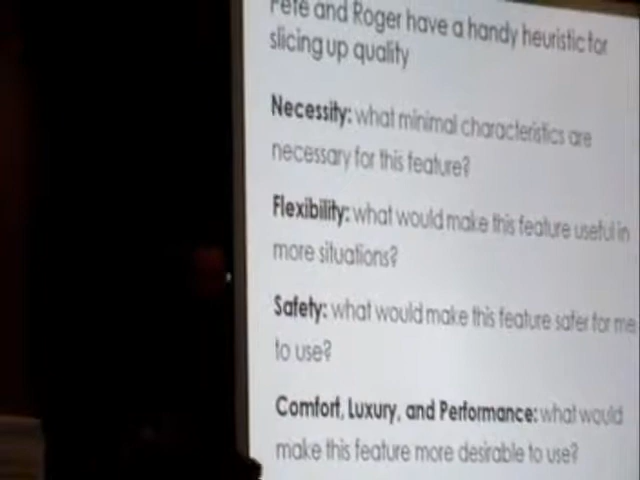 Pete and Roger have a handy heuristic for
slicing up quality
Necessity: what minimal characteristics are
necessary for this feature?
Flexibility: what would make this feature useful in
more situations?
Safety: what would make this feature safer for me
to use?
Comfort, Luxury, and Performance: what would
make this feature more desirable to use?